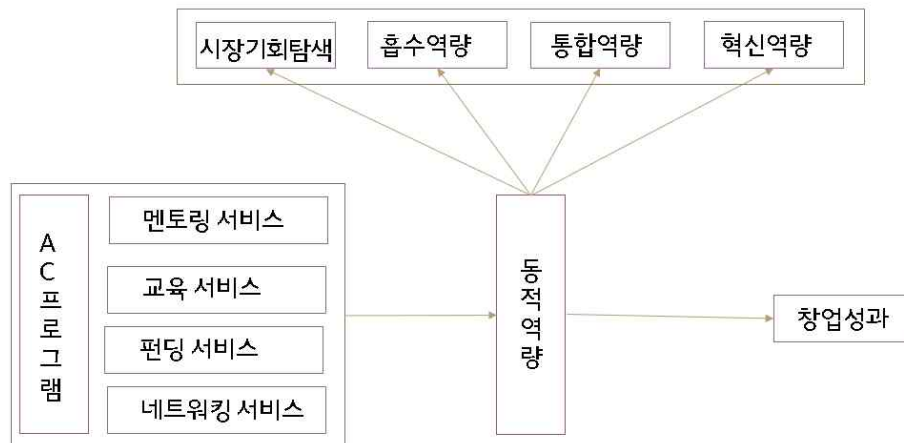 시장기회탐색
흡수역량
통합역량
혁신역량
AC프로그램
멘토링 서비스
교육 서비스
펀딩 서비스
네트워킹 서비스
동적역량
창업성과